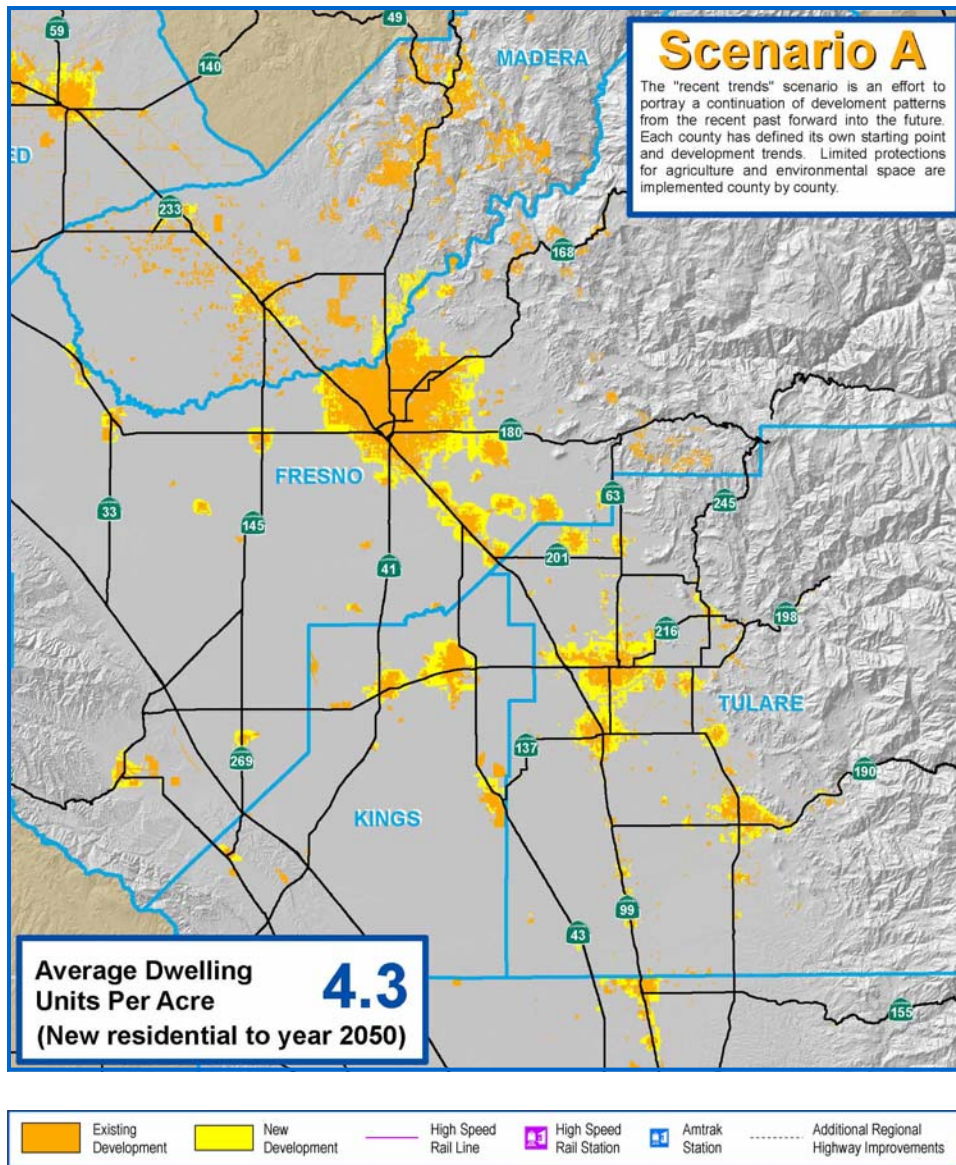 59
49
140
MADERA
Scenario A
The "recent trends" scenario is an effort to
portray a continuation of develoment patterns
from the recent past forward into the future.
Each county has defined its own starting point
and development trends. Limited protections
for agriculture and environmental space are
implemented county by county.
ED
233
168
180
FRESNO
33
145
63
245
41
201
216
198
TULARE
137
269
190
KINGS
99
43
155
Average Dwelling
Units Per Acre
4.3
(New residential to year 2050)
Existing
Development
New
Development
High Speed
Rail Line
High Speed
Rail Station
Amtrak
Station
Additional Regional
Highway Improvements